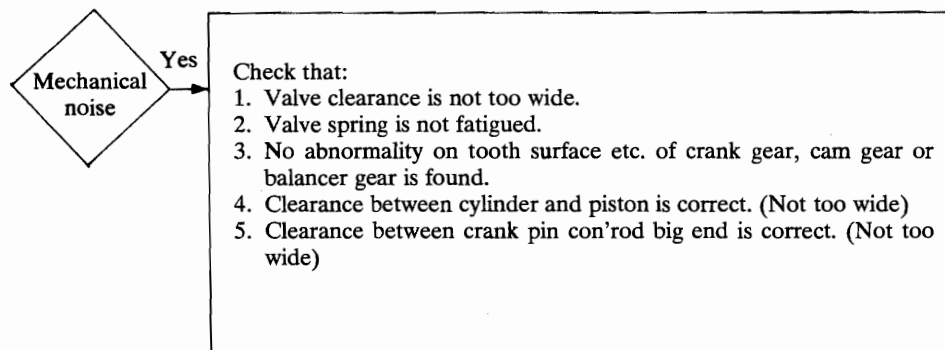 Mechanical
noise
Yes
Check that:
1. Valve clearance is not too wide.
2. Valve spring is not fatigued.
3. No abnormality on tooth surface etc. of crank gear, cam gear or
balancer gear is found.
4. Clearance between cylinder and piston is correct. (Not too wide)
5. Clearance between crank pin con'rod big end is correct. (Not too
wide)